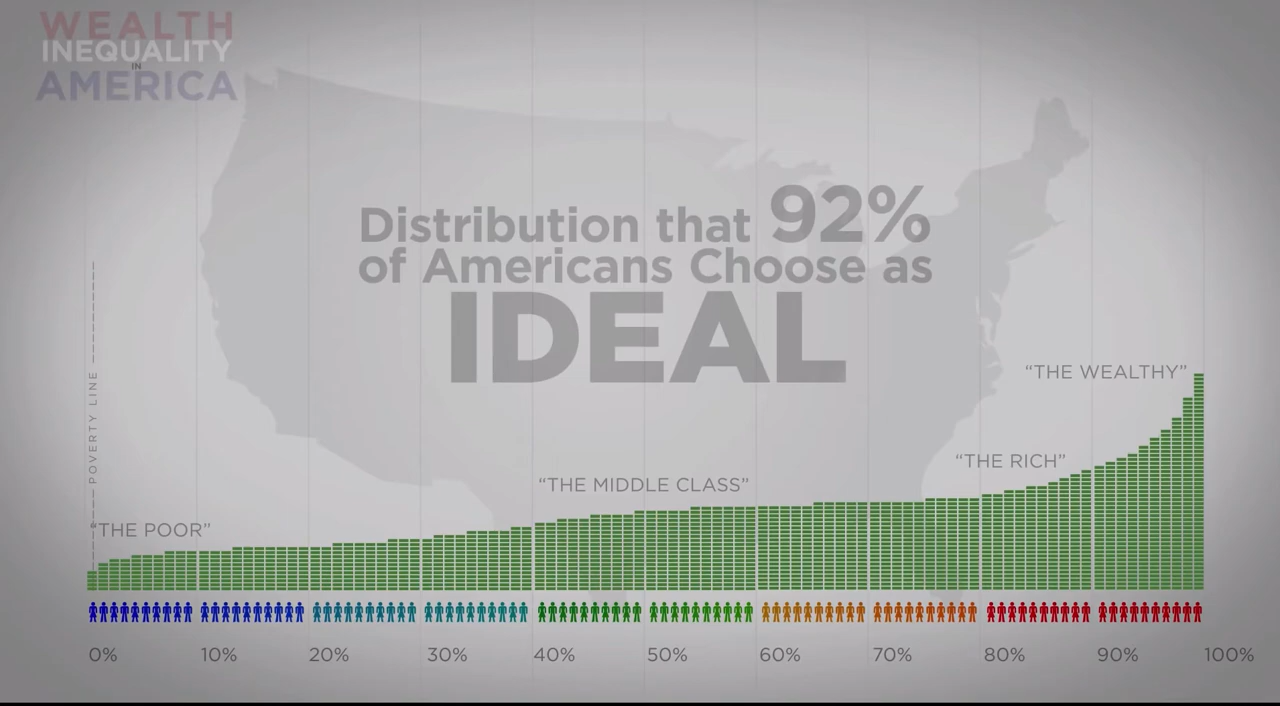 WEALTH
INEQUALITY
IN
AMERICA
Distribution that 92%
of Americans Choose as
IDEAL
“THE WEALTHY”
POVERTY LINE
“THE RICH”
“THE MIDDLE CLASS”
“THE POOR”
0% 10% 20% 30% 40% 50% 60% 70% 80% 90% 100%